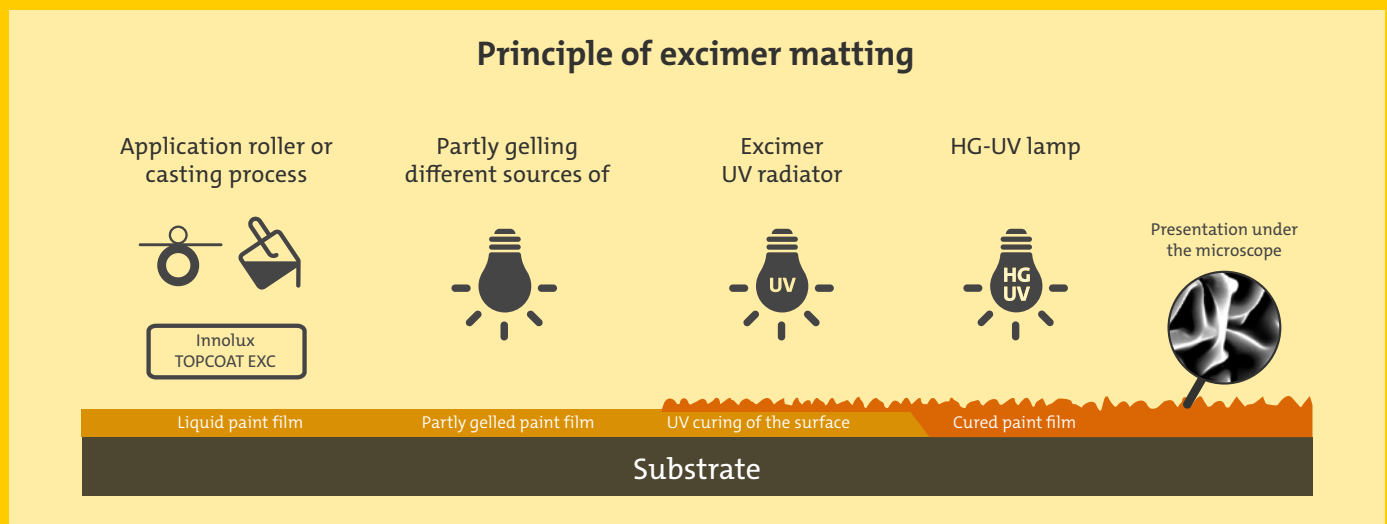 Principle of excimer matting
Application roller or
casting process
Partly gelling
different sources of
Excimer
UV radiator
HG-UV lamp
Presentation under
the microscope
UV
HG
UV
Innolux
TOPCOAT EXC
Liquid paint film
Partly gelled paint film
UV curing of the surface
Cured paint film
Substrate